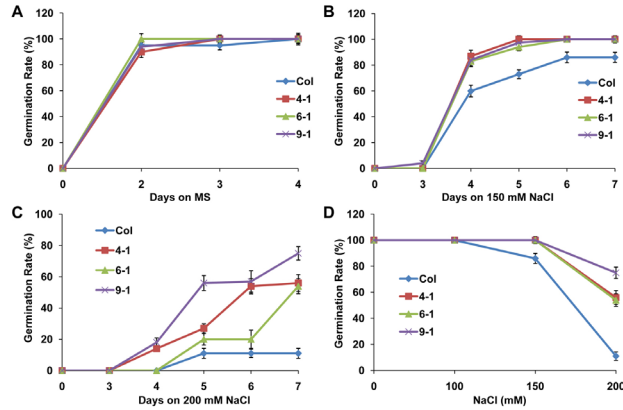 A
Germination Rate (%)
120
100
80
60
40
20
0
0 2 3 4
Days on MS
Col
4-1
6-1
9-1
B
Germination Rate (%)
120
100
80
60
40
20
0
0 3 4 5 6 7
Days on 150 mM NaCl
Col
4-1
6-1
9-1
C
Germination Rate (%)
100
80
60
40
20
0
0 3 4 5 6 7
Days on 200 mM NaCl
Col
4-1
6-1
9-1
D
Germination Rate (%)
120
100
80
60
40
20
0
0 100 150 200
NaCl (mM)
Col
4-1
6-1
9-1